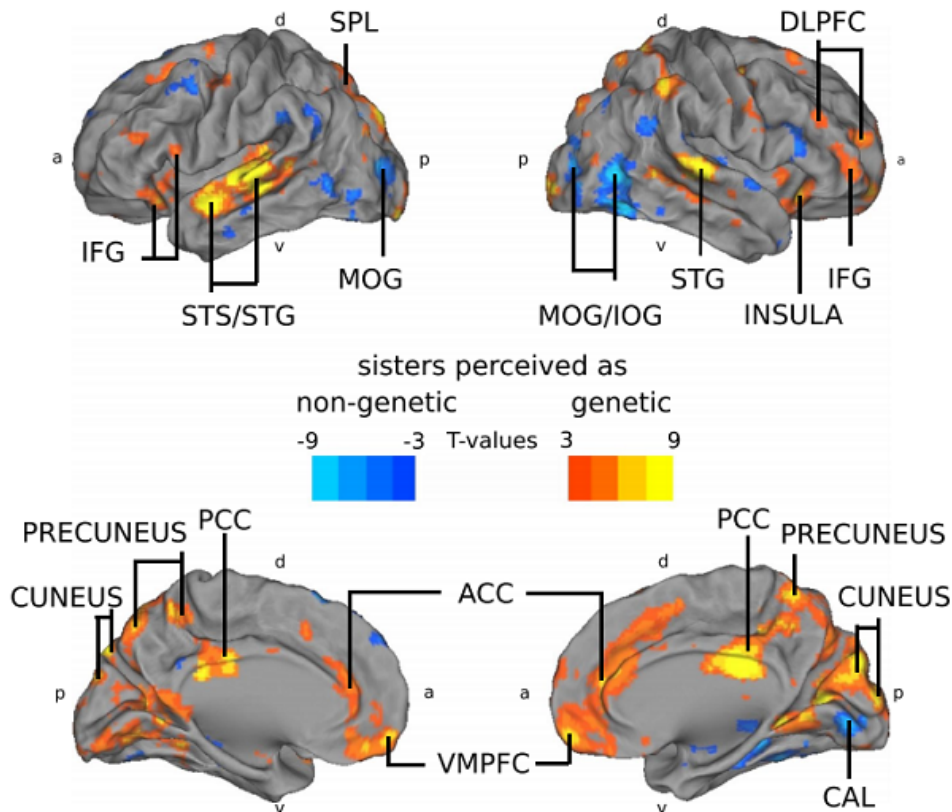 d
SPL
DLPFC
a
p
p
a
v
v
IFG
MOG
STG
IFG
STS/STG
MOG/IOG
INSULA
sisters perceived as
non-genetic
genetic
-9
-3
T-values
3
9
PCC
PCC
PRECUNEUS
PRECUNEUS
d
d
CUNEUS
ACC
CUNEUS
p
a
a
p
VMPFC
CAL
v
v